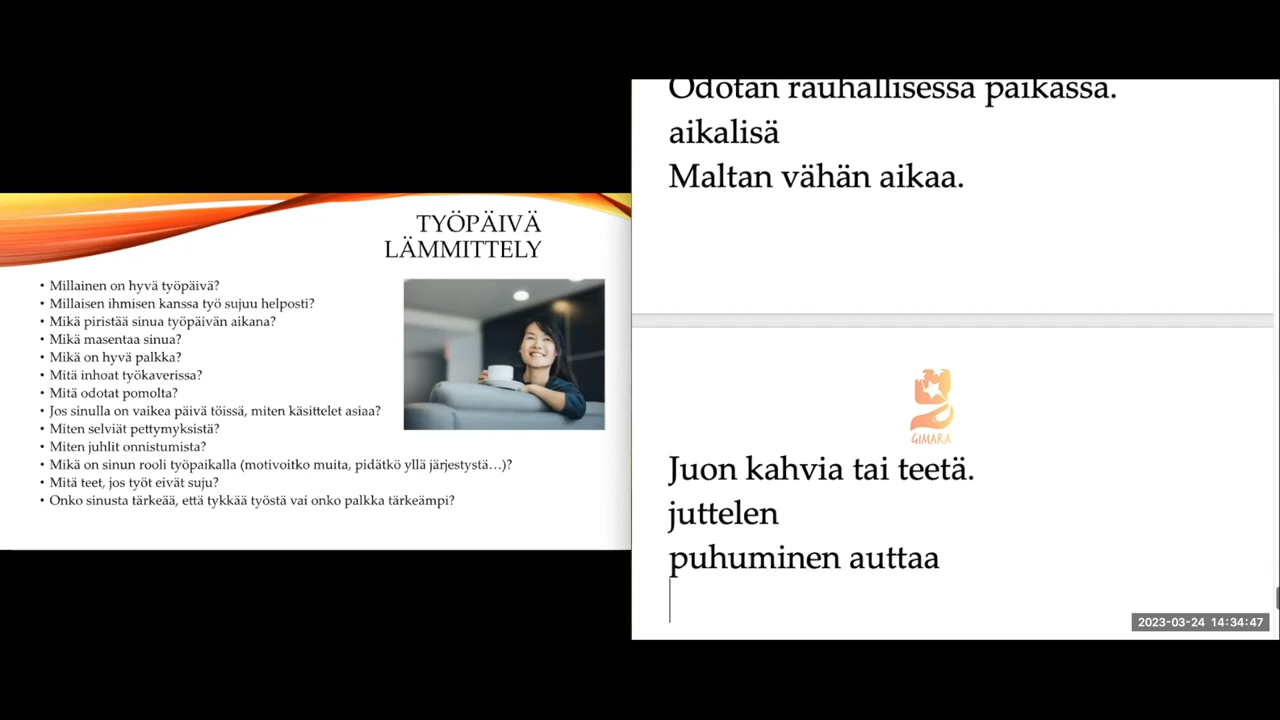 TYÖPÄIVÄ
LÄMMITTELY
• Millainen on hyvä työpäivä?
• Millaisen ihmisen kanssa työ sujuu helposti?
• Mikä piristää sinua työpäivän aikana?
• Mikä masentaa sinua?
• Mikä on hyvä palkka?
• Mitä inhoat työkaverissa?
• Mitä odotat pomolta?
• Jos sinulla on vaikea päivä töissä, miten käsittelet asiaa?
• Miten selviät pettymyksistä?
• Miten juhlit onnistumista?
• Mikä on sinun rooli työpaikalla (motivoitko muita, pidätkö yllä järjestystä…)?
• Mitä teet, jos työt eivät suju?
• Onko sinusta tärkeää, että tykkää työstä vai onko palkka tärkeämpi?
Odotan rauhallisessa paikassa.
aikalisä
Maltan vähän aikaa.
GIMARA
Juon kahvia tai teetä.
juttelen
puhuminen auttaa
2023-03-24 14:34:47